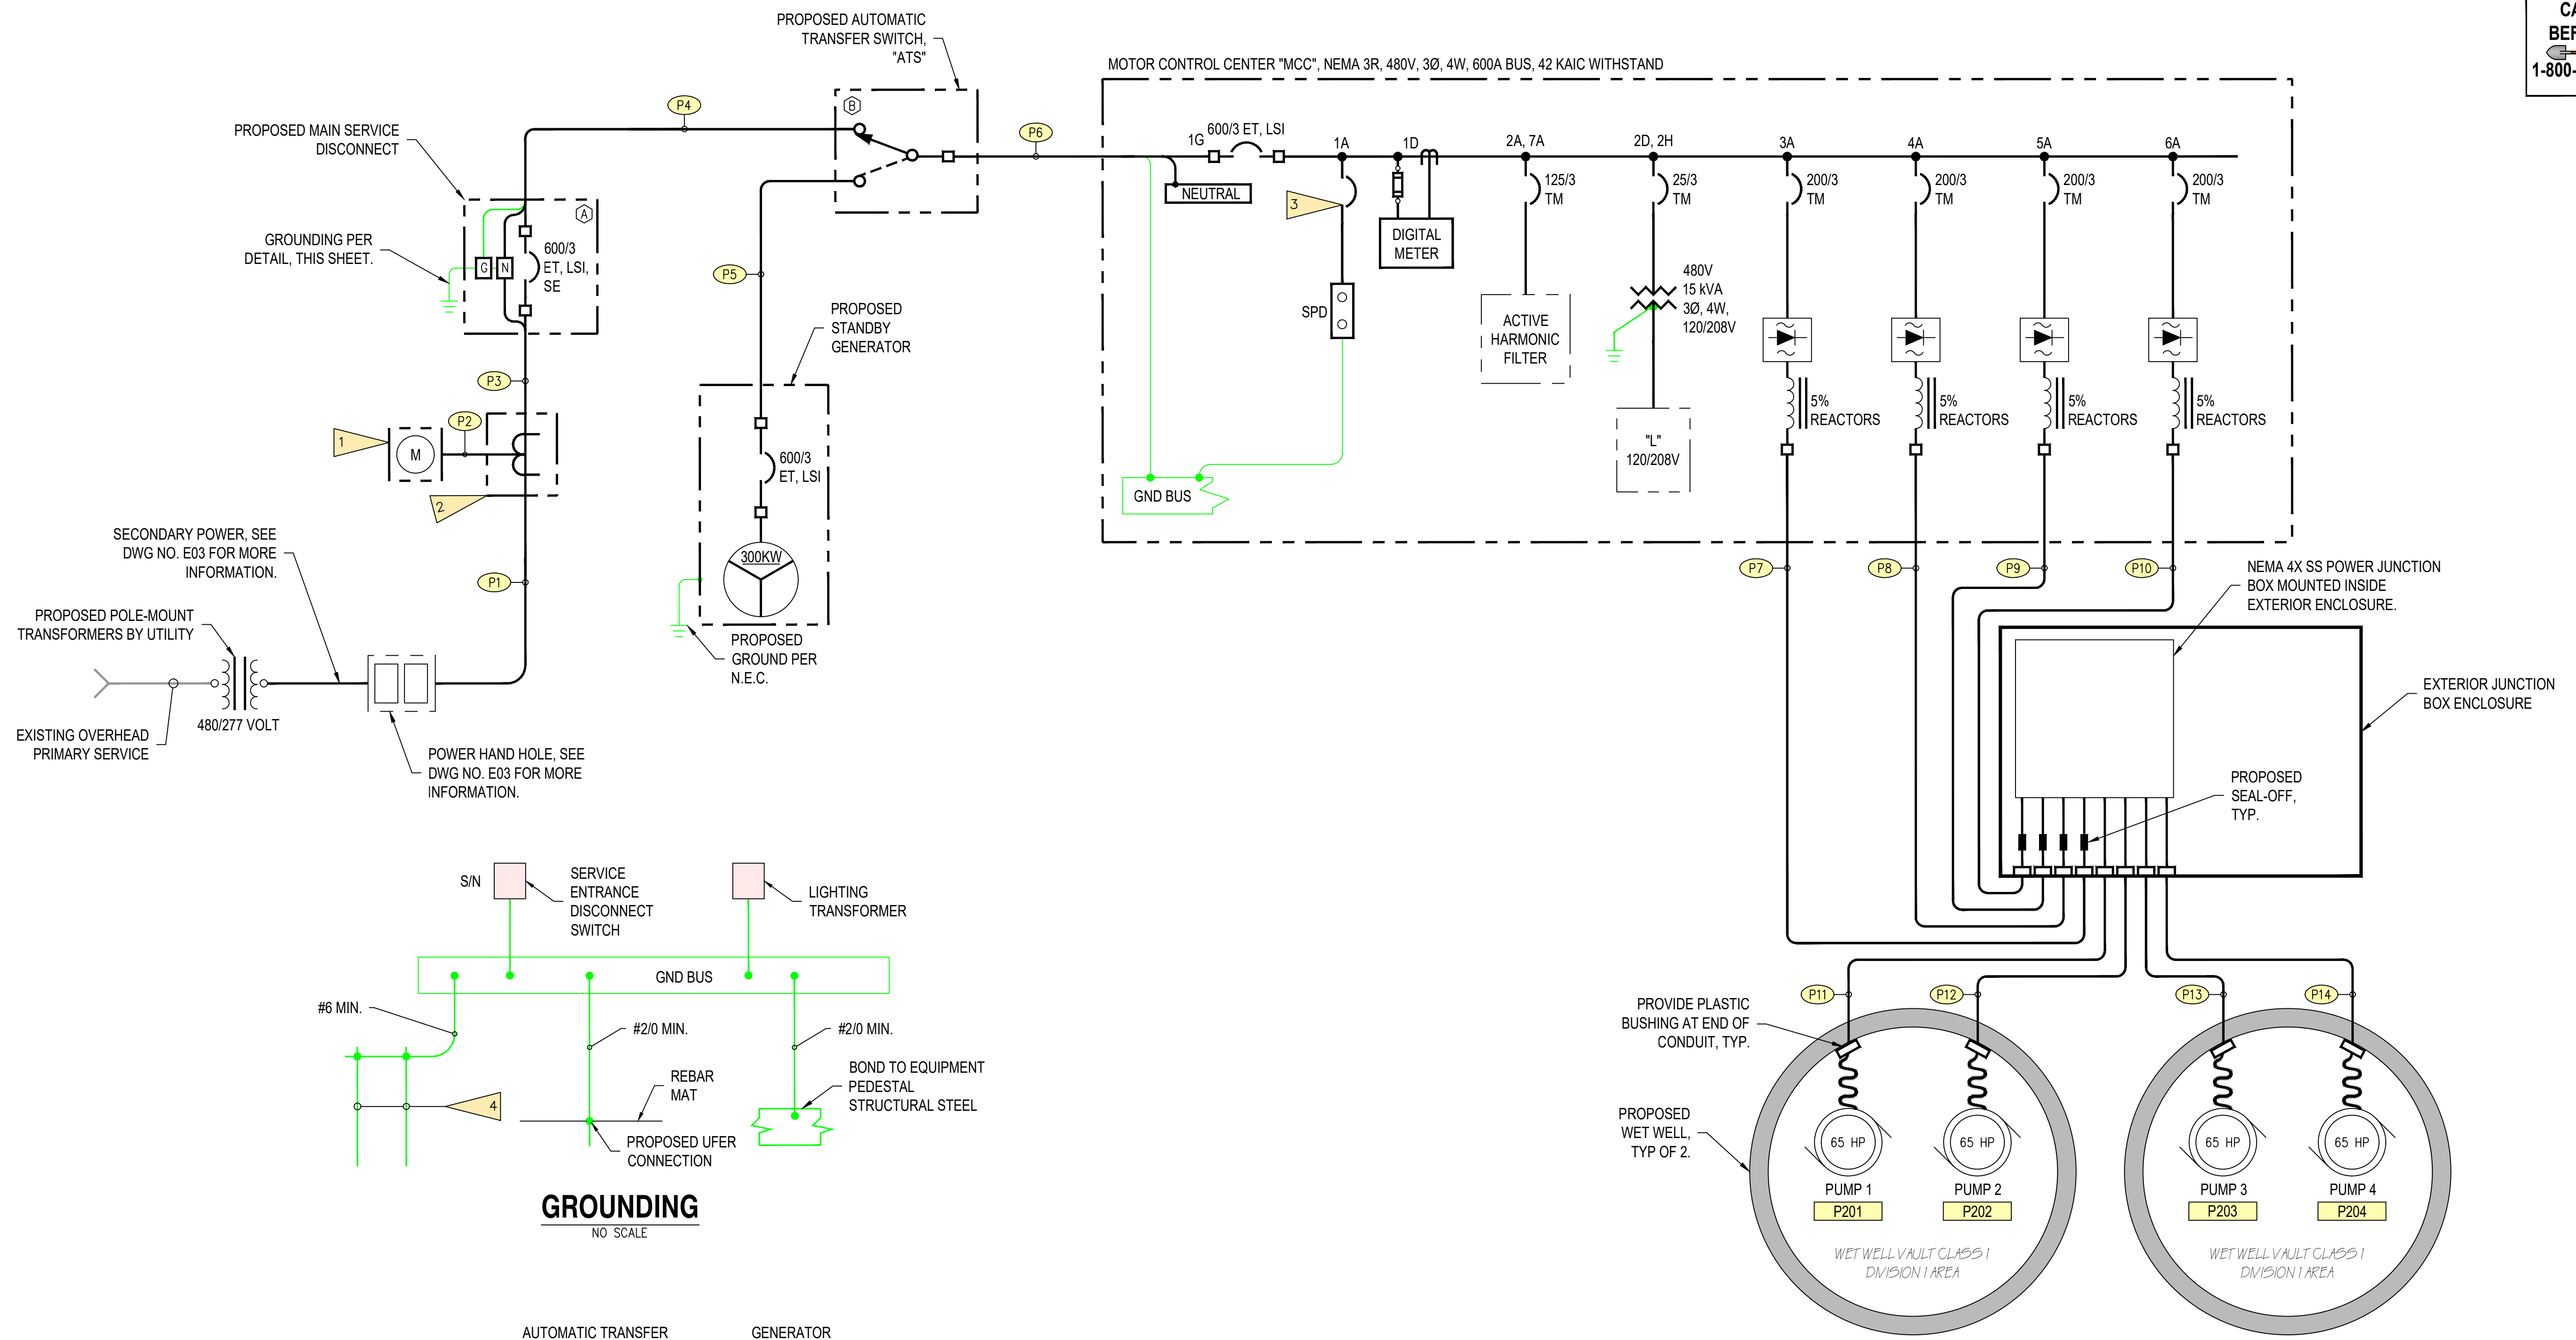 PROPOSED AUTOMATIC
TRANSFER SWITCH,
"ATS"
CA
BEF
1-800-
MOTOR CONTROL CENTER "MCC", NEMA 3R, 480V, 3Ø, 4W, 600A BUS, 42 KAIC WITHSTAND
P4
B
PROPOSED MAIN SERVICE
DISCONNECT
P6
1G
600/3 ET, LSI
1A
1D
2A, 7A
2D, 2H
3A
4A
5A
6A
NEUTRAL
3
125/3
TM
25/3
TM
200/3
TM
200/3
TM
200/3
TM
200/3
TM
A
GROUNDING PER
DETAIL, THIS SHEET.
G
N
600/3
ET, LSI,
SE
DIGITAL
METER
P5
480V
15 kVA
3Ø, 4W,
120/208V
PROPOSED
STANDBY
GENERATOR
SPD
ACTIVE
HARMONIC
FILTER
P3
P2
1
M
2
5%
REACTORS
5%
REACTORS
5%
REACTORS
5%
REACTORS
"L"
120/208V
600/3
ET, LSI
GND BUS
SECONDARY POWER, SEE
DWG NO. E03 FOR MORE
INFORMATION.
300KW
P1
P7
P8
P9
P10
NEMA 4X SS POWER JUNCTION
BOX MOUNTED INSIDE
EXTERIOR ENCLOSURE.
PROPOSED POLE-MOUNT
TRANSFORMERS BY UTILITY
PROPOSED
GROUND PER
N.E.C.
EXTERIOR JUNCTION
BOX ENCLOSURE
480/277 VOLT
EXISTING OVERHEAD
PRIMARY SERVICE
POWER HAND HOLE, SEE
DWG NO. E03 FOR MORE
INFORMATION.
PROPOSED
SEAL-OFF,
TYP.
S/N
SERVICE
ENTRANCE
DISCONNECT
SWITCH
LIGHTING
TRANSFORMER
GND BUS
#6 MIN.
#2/0 MIN.
#2/0 MIN.
REBAR
MAT
4
BOND TO EQUIPMENT
PEDESTAL
STRUCTURAL STEEL
PROPOSED UFER
CONNECTION
GROUNDING
NO SCALE
P11
P12
P13
P14
PROVIDE PLASTIC
BUSHING AT END OF
CONDUIT, TYP.
PROPOSED
WET WELL,
TYP OF 2.
65 HP
65 HP
65 HP
65 HP
PUMP 1
PUMP 2
PUMP 3
PUMP 4
P201
P202
P203
P204
WET WELL VAULT CLASS 1
DIVISION 1 AREA
WET WELL VAULT CLASS 1
DIVISION 1 AREA
AUTOMATIC TRANSFER
GENERATOR